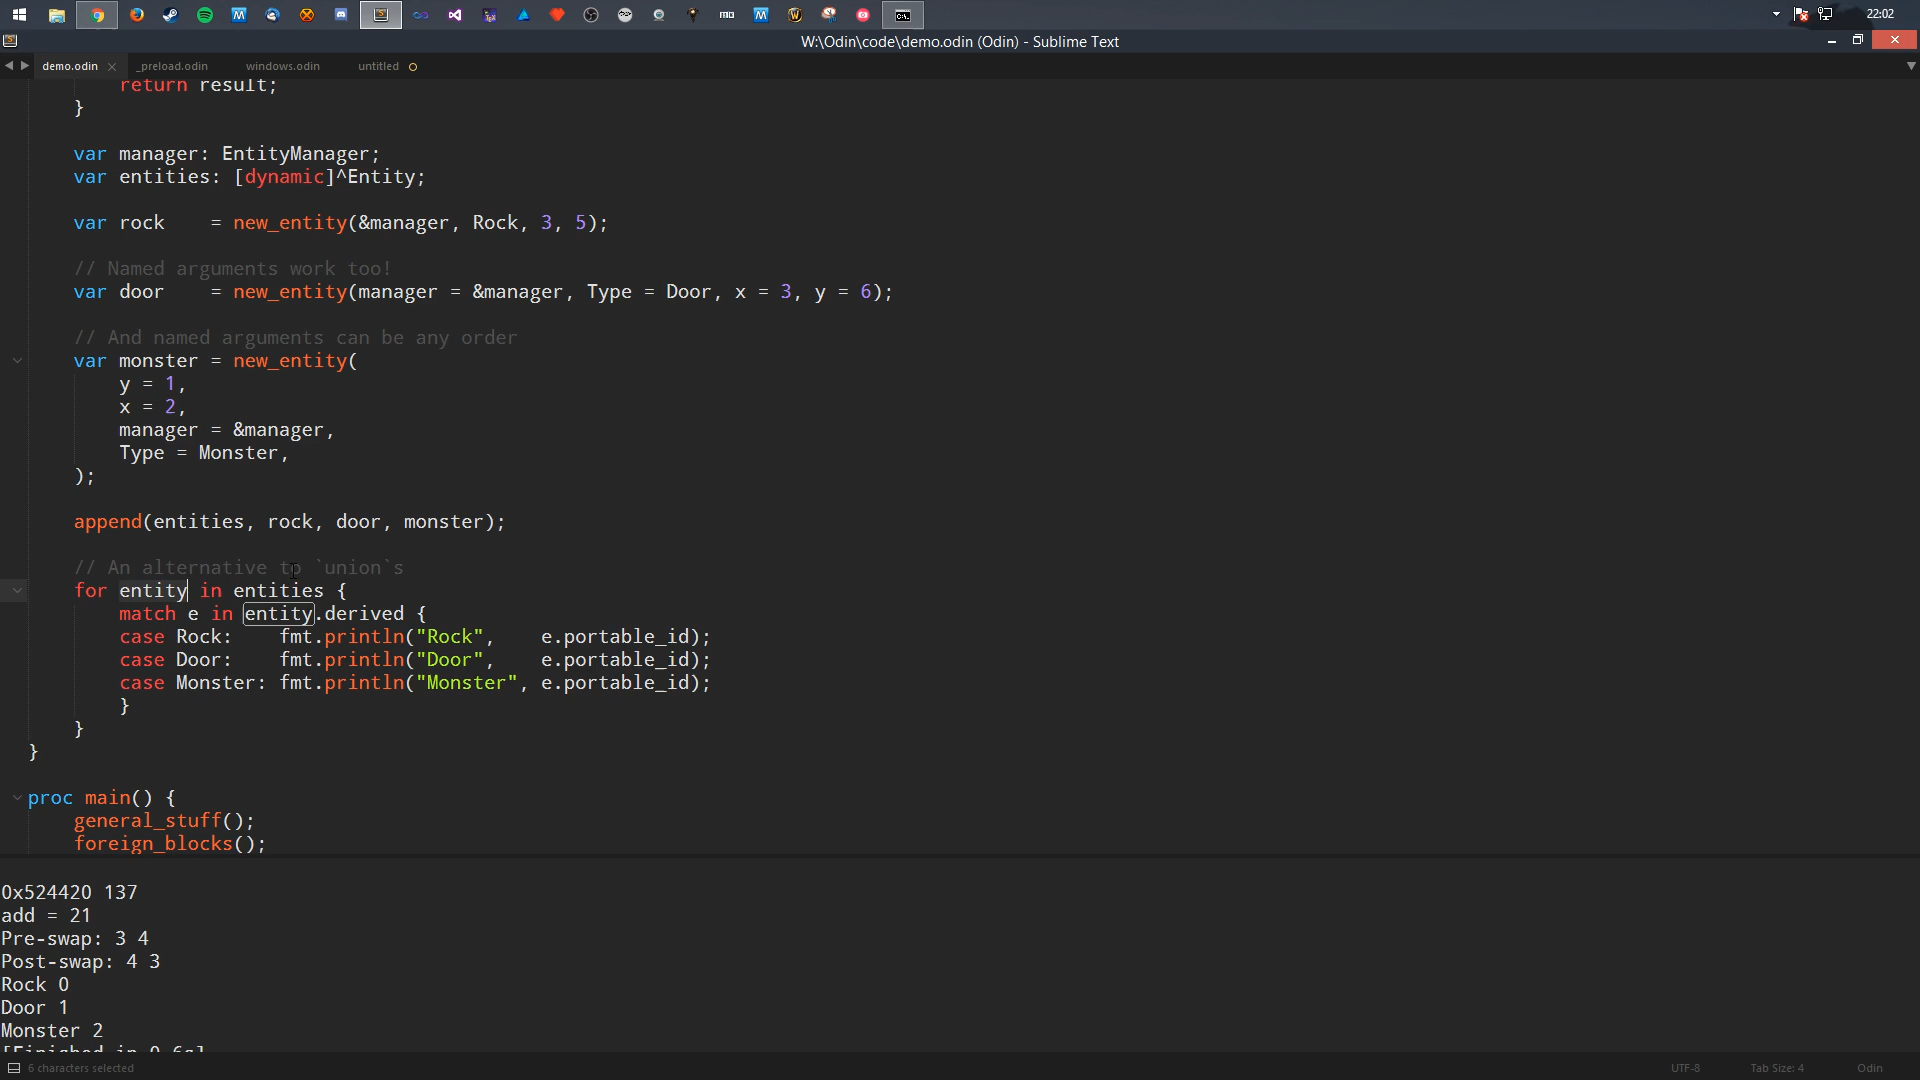 22:02
W:\Odin\code\demo.odin (Odin) - Sublime Text
demo.odin _preload.odin windows.odin untitled
return result;
}
var manager: EntityManager;
var entities: [dynamic]^Entity;
var rock = new_entity(&manager, Rock, 3, 5);
// Named arguments work too!
var door = new_entity(manager = &manager, Type = Door, x = 3, y = 6);
// And named arguments can be any order
var monster = new_entity(
y = 1,
x = 2,
manager = &manager,
Type = Monster,
);
append(entities, rock, door, monster);
// An alternative to `union`s
for entity in entities {
match e in entity.derived {
case Rock: fmt.println("Rock", e.portable_id);
case Door: fmt.println("Door", e.portable_id);
case Monster: fmt.println("Monster", e.portable_id);
}
}
}
proc main() {
general_stuff();
foreign_blocks();
0x524420 137
add = 21
Pre-swap: 3 4
Post-swap: 4 3
Rock 0
Door 1
Monster 2
[Finished in 0.6s]
6 characters selected UTF-8 Tab Size: 4 Odin